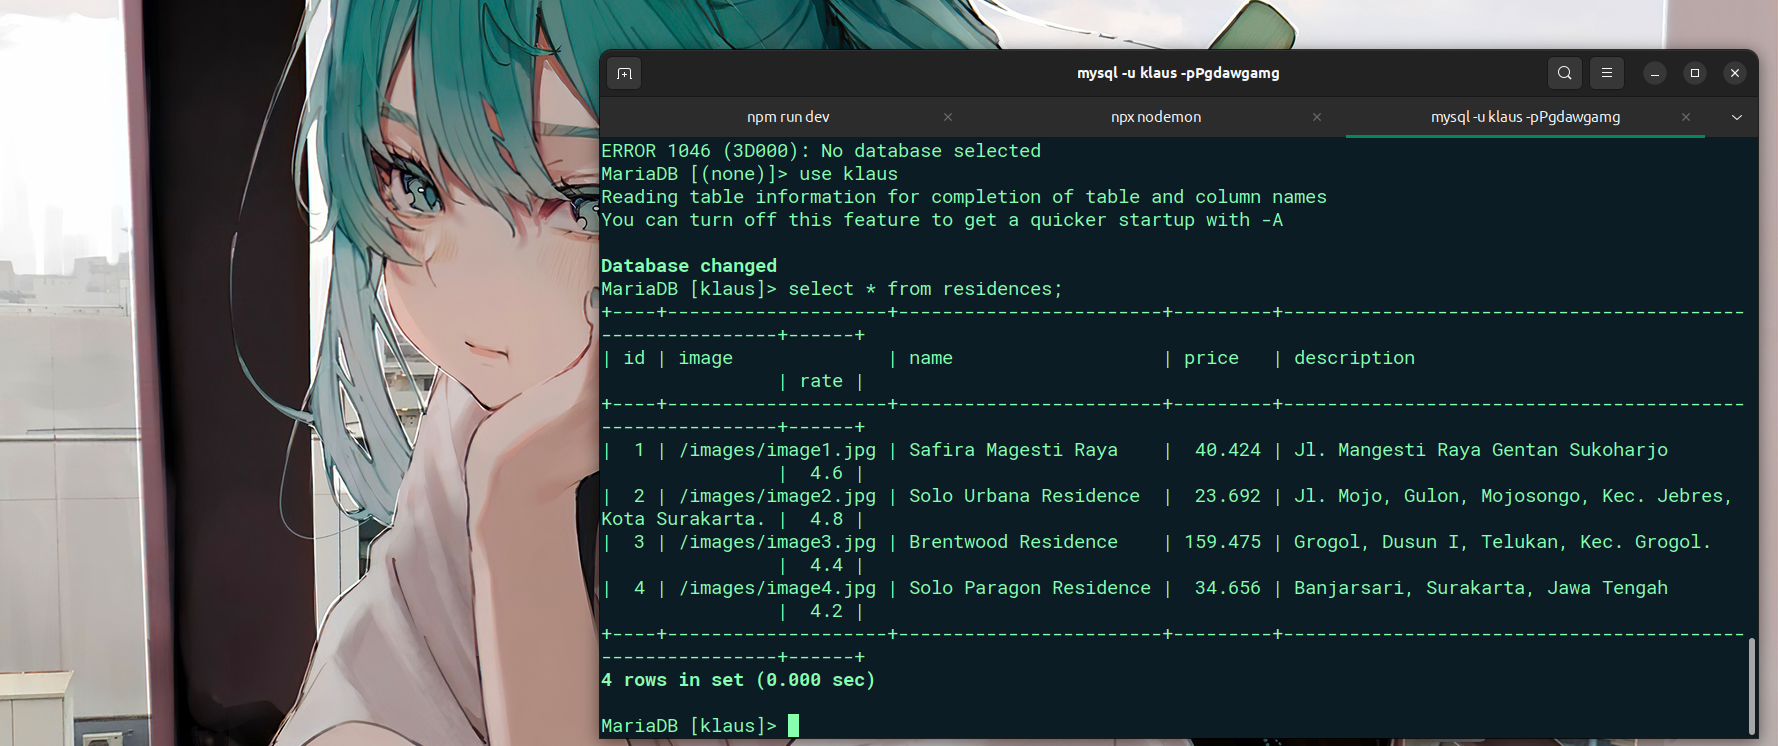 mysql -u klaus -pPgdawgamg
npm run dev
npx nodemon
mysql -u klaus -pPgdawgamg
ERROR 1046 (3D000): No database selected
MariaDB [(none)]> use klaus
Reading table information for completion of table and column names
You can turn off this feature to get a quicker startup with -A
Database changed
MariaDB [klaus]> select * from residences;
+----+--------------------+------------------------+---------+------------------------------------------
----------------+------+
| id | image              | name                   | price   | description
                | rate |
+----+--------------------+------------------------+---------+------------------------------------------
----------------+------+
|  1 | /images/image1.jpg | Safira Magesti Raya    |  40.424 | Jl. Mangesti Raya Gentan Sukoharjo
                |  4.6 |
|  2 | /images/image2.jpg | Solo Urbana Residence  |  23.692 | Jl. Mojo, Gulon, Mojosongo, Kec. Jebres,
Kota Surakarta. |  4.8 |
|  3 | /images/image3.jpg | Brentwood Residence    | 159.475 | Grogol, Dusun I, Telukan, Kec. Grogol.
                |  4.4 |
|  4 | /images/image4.jpg | Solo Paragon Residence |  34.656 | Banjarsari, Surakarta, Jawa Tengah
                |  4.2 |
+----+--------------------+------------------------+---------+------------------------------------------
----------------+------+
4 rows in set (0.000 sec)
MariaDB [klaus]>